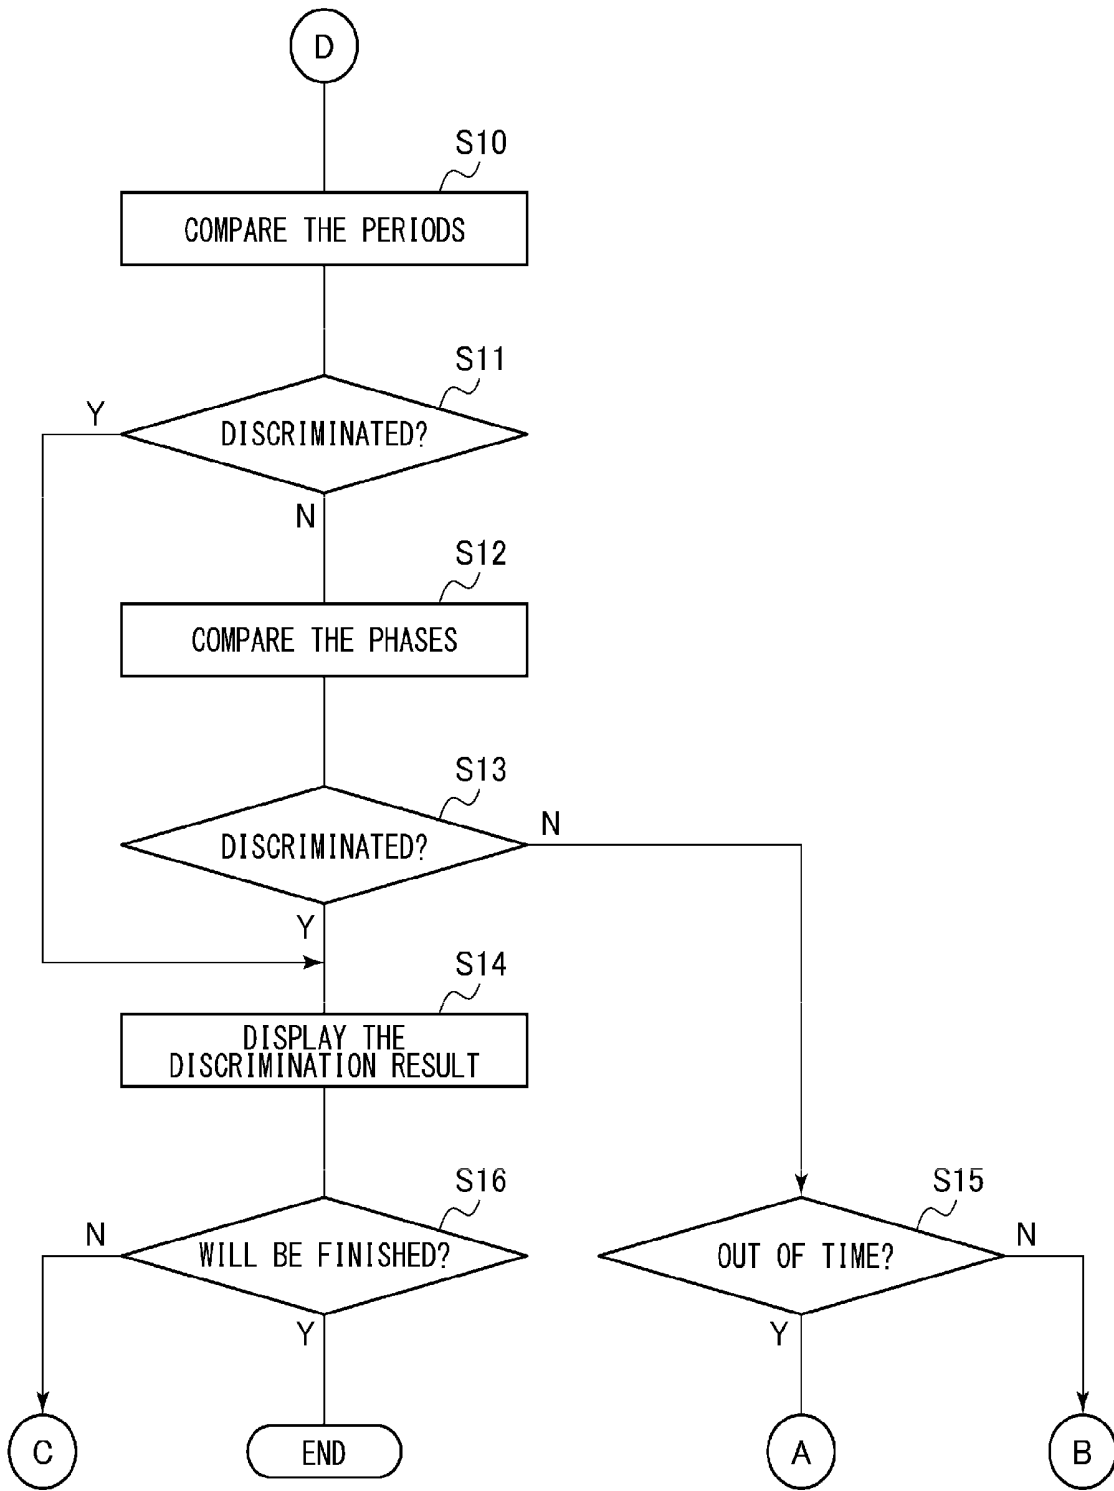 D
S10
COMPARE THE PERIODS
S11
Y
DISCRIMINATED?
N
S12
COMPARE THE PHASES
S13
N
DISCRIMINATED?
Y
S14
DISPLAY THE
DISCRIMINATION RESULT
S16
S15
N
WILL BE FINISHED?
OUT OF TIME?
N
Y
Y
C
END
A
B